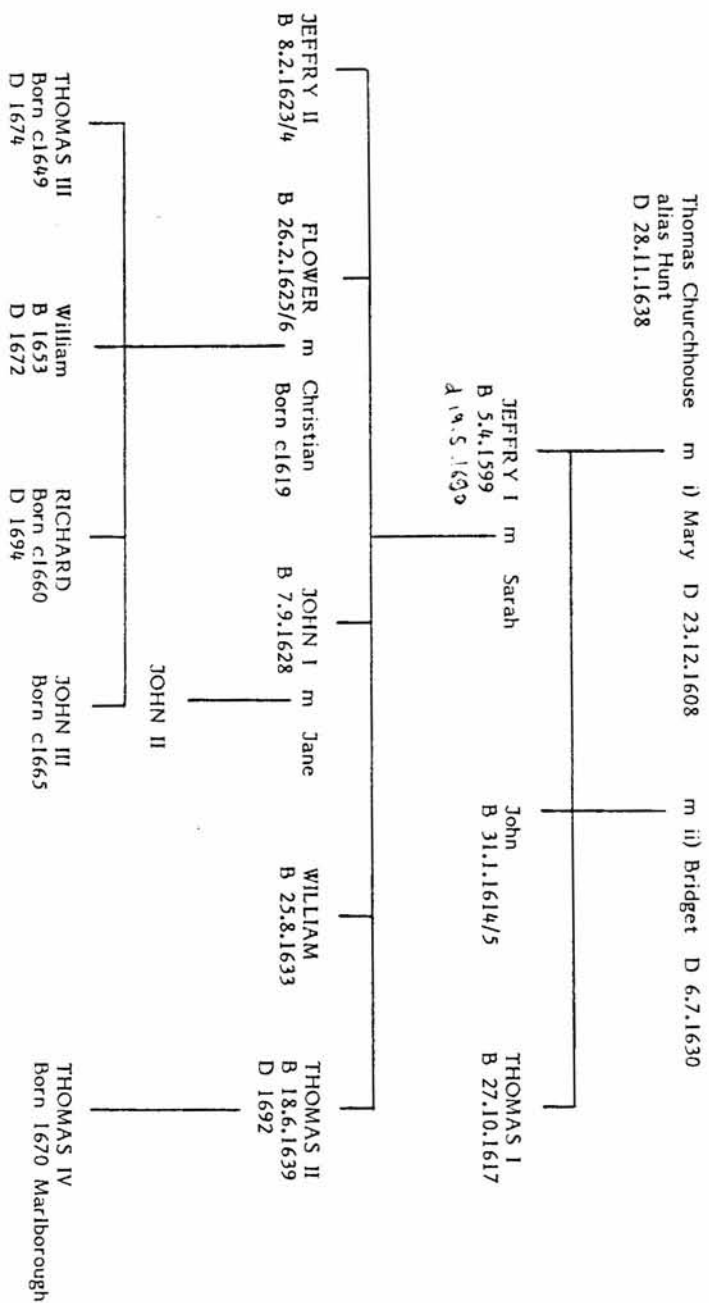 Thomas Churchhouse m i) Mary D 23.12.1608 m ii) Bridget D 6.7.1630
alias Hunt
D 28.11.1638
JEFFRY I m Sarah
B 5.4.1599
d 19.5.1690
John
B 31.1.1614/5
THOMAS I
B 27.10.1617
JEFFRY II
B 8.2.1623/4
FLOWER m Christian
B 26.2.1625/6
Born c1619
JOHN I m Jane
B 7.9.1628
WILLIAM
B 25.8.1633
THOMAS II
B 18.6.1639
D 1692
JOHN II
THOMAS III
Born c1649
D 1674
William
B 1653
D 1672
RICHARD
Born c1660
D 1694
JOHN III
Born c1665
THOMAS IV
Born 1670 Marlborough